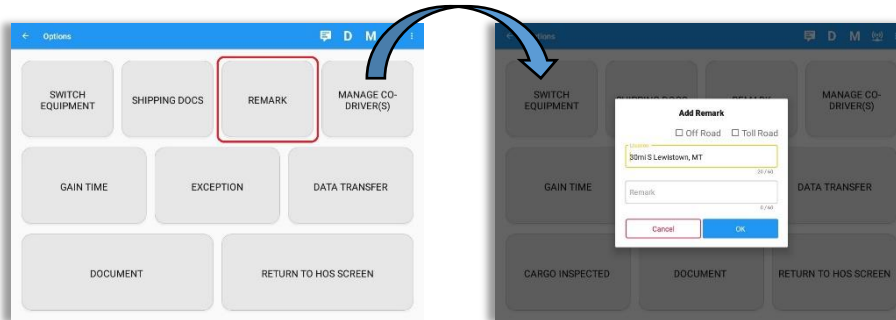 Options
D M
SWITCH
EQUIPMENT
SHIPPING DOCS
REMARK
MANAGE CO-
DRIVER(S)
GAIN TIME
EXCEPTION
DATA TRANSFER
DOCUMENT
RETURN TO HOS SCREEN
D M
SWITCH
EQUIPMENT
MANAGE CO-
DRIVER(S)
Add Remark
Off Road
Toll Road
30mi S Lewistown, MT
Remark
0/60
Cancel
OK
GAIN TIME
DATA TRANSFER
CARGO INSPECTED
DOCUMENT
RETURN TO HOS SCREEN